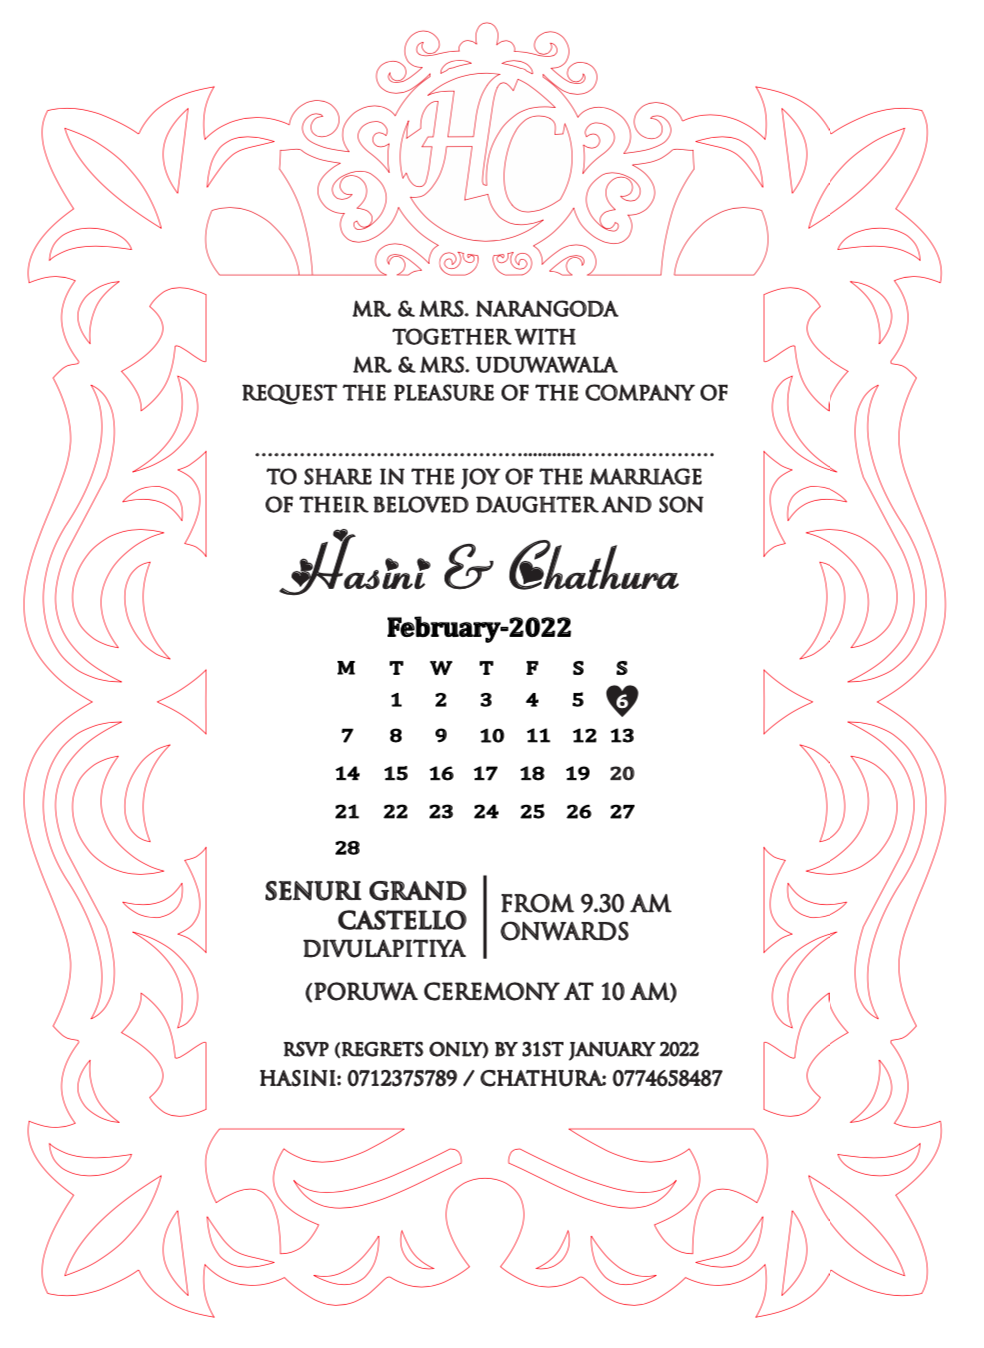 HC
MR. & MRS. NARANGODA
TOGETHER WITH
MR. & MRS. UDUWAWALA
REQUEST THE PLEASURE OF THE COMPANY OF
........................................................................
TO SHARE IN THE JOY OF THE MARRIAGE
OF THEIR BELOVED DAUGHTER AND SON
Hasini & Chathura
February-2022
M T W T F S S
1 2 3 4 5 6
7 8 9 10 11 12 13
14 15 16 17 18 19 20
21 22 23 24 25 26 27
28
SENURI GRAND
CASTELLO
DIVULAPITIYA
FROM 9.30 AM
ONWARDS
(PORUWA CEREMONY AT 10 AM)
RSVP (REGRETS ONLY) BY 31ST JANUARY 2022
HASINI: 0712375789 / CHATHURA: 0774658487